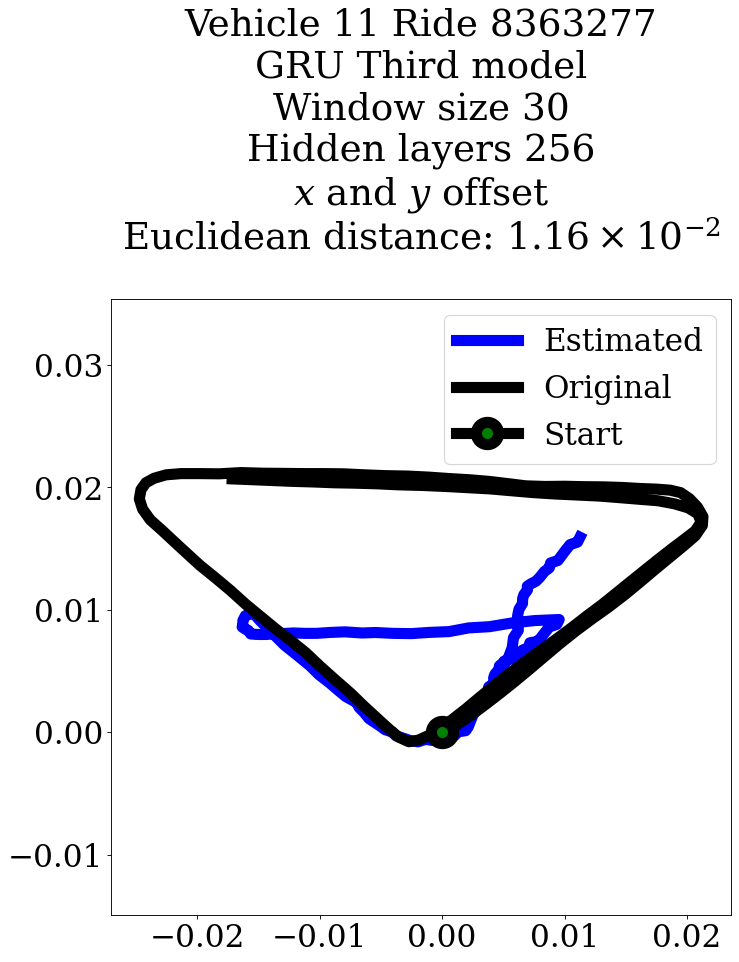 Vehicle 11 Ride 8363277
GRU Third model
Window size 30
Hidden layers 256
x and y offset
Euclidean distance: 1.16 × 10⁻²
Estimated
Original
Start
0.03
0.02
0.01
0.00
−0.01
−0.02 −0.01 0.00 0.01 0.02